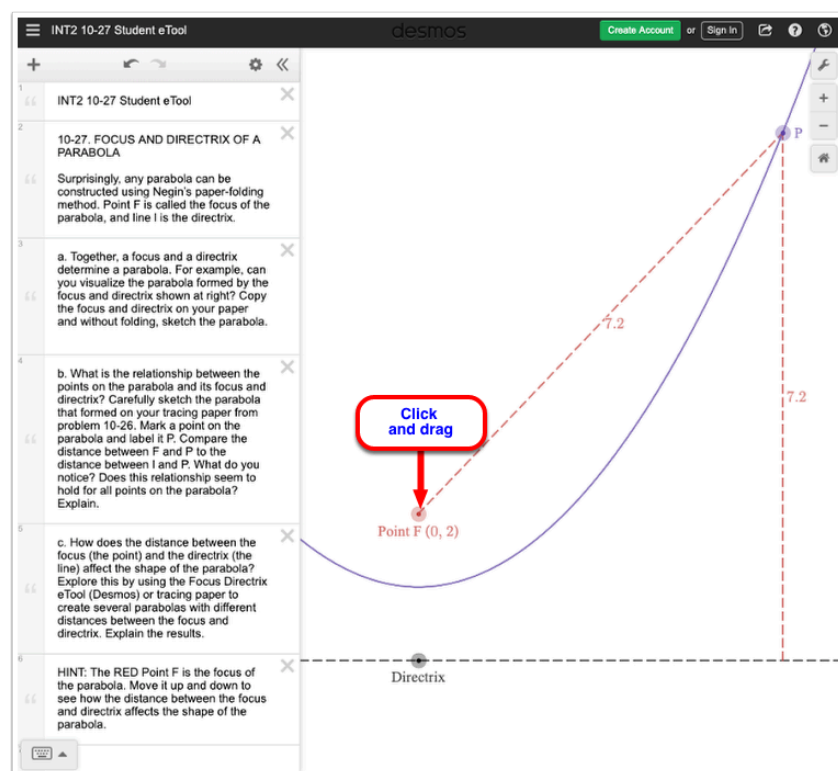 INT2 10-27 Student eTool
desmos
Create Account or Sign In
1
INT2 10-27 Student eTool
2
10-27. FOCUS AND DIRECTRIX OF A
PARABOLA
Surprisingly, any parabola can be
constructed using Negin's paper-folding
method. Point F is called the focus of the
parabola, and line l is the directrix.
3
a. Together, a focus and a directrix
determine a parabola. For example, can
you visualize the parabola formed by the
focus and directrix shown at right? Copy
the focus and directrix on your paper
and without folding, sketch the parabola.
4
b. What is the relationship between the
points on the parabola and its focus and
directrix? Carefully sketch the parabola
that formed on your tracing paper from
problem 10-26. Mark a point on the
parabola and label it P. Compare the
distance between F and P to the
distance between l and P. What do you
notice? Does this relationship seem to
hold for all points on the parabola?
Explain.
5
c. How does the distance between the
focus (the point) and the directrix (the
line) affect the shape of the parabola?
Explore this by using the Focus Directrix
eTool (Desmos) or tracing paper to
create several parabolas with different
distances between the focus and
directrix. Explain the results.
6
HINT: The RED Point F is the focus of
the parabola. Move it up and down to
see how the distance between the focus
and directrix affects the shape of the
parabola.
P
7.2
7.2
Click
and drag
Point F (0, 2)
Directrix